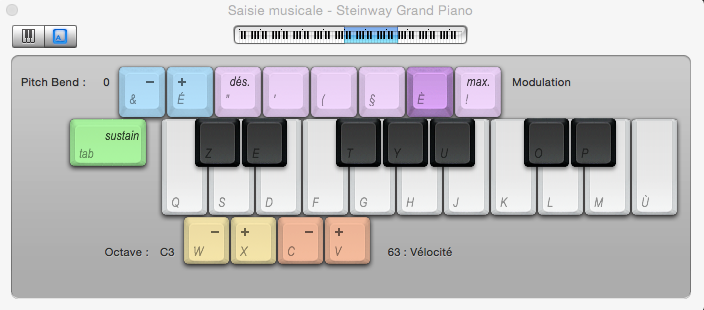 Saisie musicale - Steinway Grand Piano
A
Pitch Bend : 0 − + dés. max. Modulation
& É " ' ( § È !
sustain
tab
Z E T Y U O P
Q S D F G H J K L M Ù
− + − +
Octave : C3 W X C V 63 : Vélocité